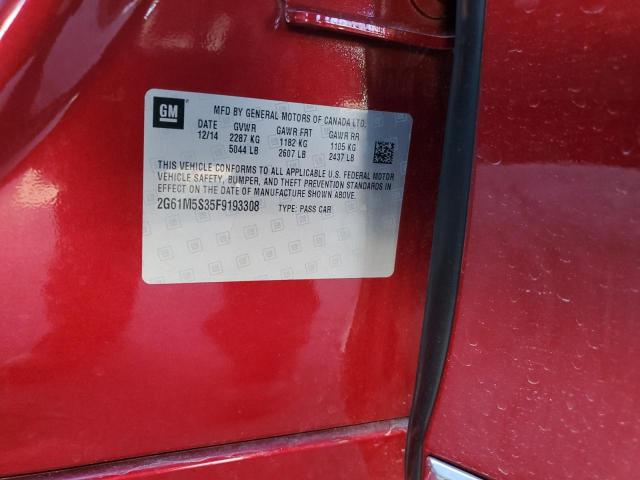 GM
MFD BY GENERAL MOTORS OF CANADA LTD.
DATE GVWR GAWR FRT GAWR RR
12/14 2287 KG 1182 KG 1105 KG
5044 LB 2607 LB 2437 LB
THIS VEHICLE CONFORMS TO ALL APPLICABLE U.S. FEDERAL MOTOR
VEHICLE SAFETY, BUMPER, AND THEFT PREVENTION STANDARDS IN
EFFECT ON THE DATE OF MANUFACTURE SHOWN ABOVE.
2G61M5S35F9193308 TYPE: PASS CAR